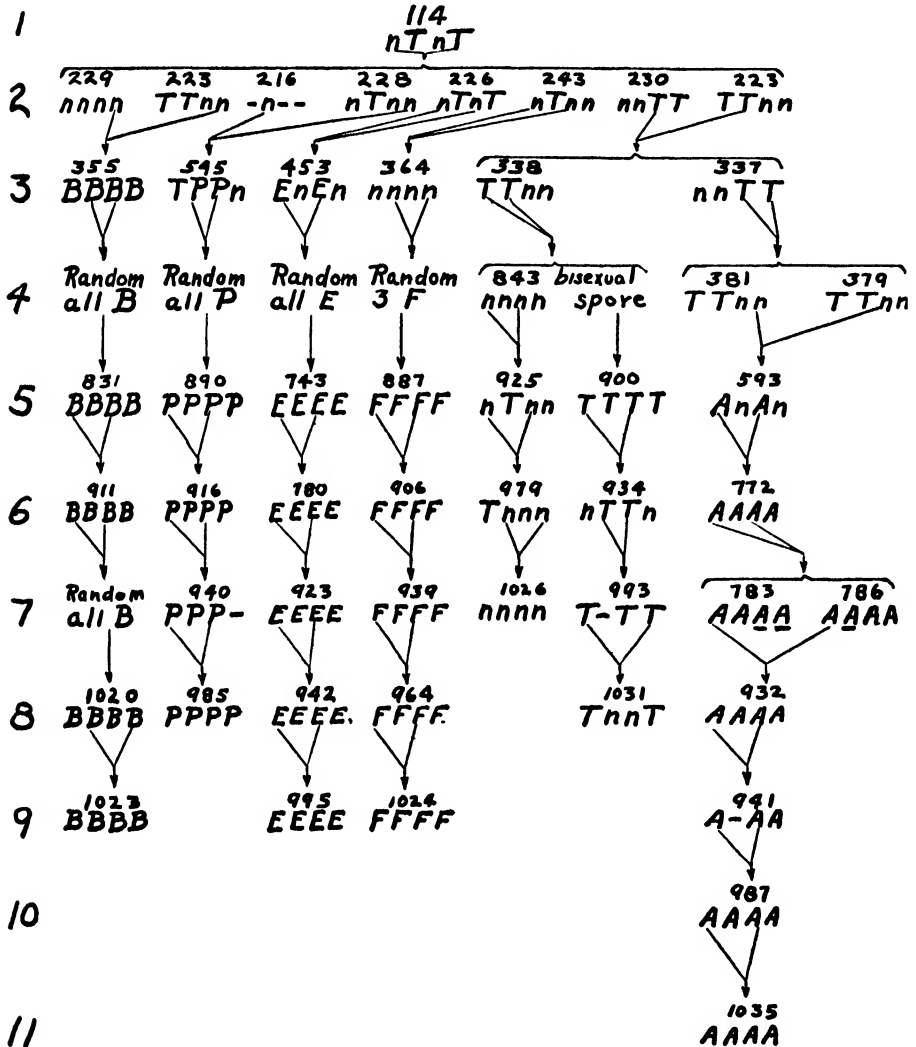 1
114
nT nT
229 223 216 228 226 243 230 223
2 nnnn TTnn -n-- nTnn nTnT nTnn nnTT TTnn
355 545 453 364 338 337
3 BBBB TPPn EnEn nnnn TTnn nnTT
Random Random Random Random 843 bisexual 381 379
4 all B all P all E 3 F nnnn spore TTnn TTnn
831 890 743 887 925 900 593
5 BBBB PPPP EEEE FFFF nTnn TTTT AnAn
911 916 780 906 979 934 772
6 BBBB PPPP EEEE FFFF Tnnn nTTn AAAA
Random 940 923 939 1026 993 783 786
7 all B PPP- EEEE FFFF nnnn T-TT AAAA AAAA
1020 985 942 964 1031 932
8 BBBB PPPP EEEE. FFFF. TnnT AAAA
1023 995 1024 941
9 BBBB EEEE FFFF A-AA
987
10 AAAA
1035
11 AAAA